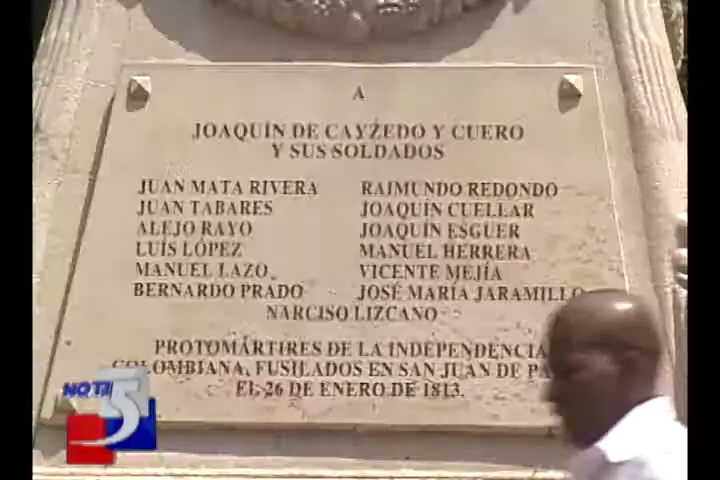 A
JOAQUÍN DE CAYZEDO Y CUERO
Y SUS SOLDADOS
JUAN MATA RIVERA RAIMUNDO REDONDO
JUAN TABARES JOAQUÍN CUELLAR
ALEJO RAYO JOAQUÍN ESGUER
LUIS LÓPEZ MANUEL HERRERA
MANUEL LAZO VICENTE MEJÍA
BERNARDO PRADO JOSÉ MARÍA JARAMILLO
NARCISO LIZCANO
PROTOMÁRTIRES DE LA INDEPENDENCIA
COLOMBIANA, FUSILADOS EN SAN JUAN DE
EL 26 DE ENERO DE 1813.
NOTI5